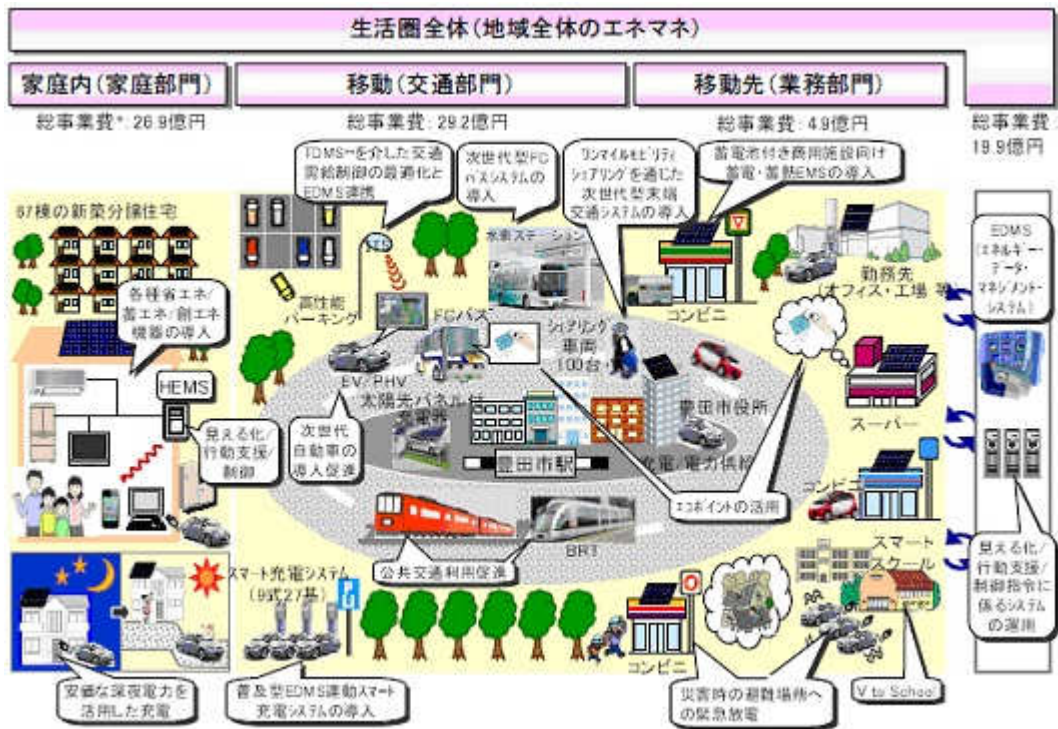 生活圏全体(地域全体のエネマネ)
家庭内(家庭部門)
移動(交通部門)
移動先(業務部門)
総事業費*: 26.9億円
総事業費: 29.2億円
総事業費: 4.9億円
総事業費:
19.9億円
TDMS**を介した交通
需給制御の最適化と
EDMS連携
次世代型FC
バスシステムの
導入
ワンマイルモビリティ
シェアリングを通じた
次世代型末端
交通システムの導入
蓄電池付き商用施設向け
蓄電・蓄熱EMSの導入
67棟の新築分譲住宅
水素ステーション
EDMS
(エネルギー・
データ・
マネジメント・
システム)
各種省エネ/
蓄エネ/創エネ
機器の導入
高性能
パーキング
FCバス
シェアリング
車両
100台
コンビニ
勤務先
(オフィス・工場 等)
HEMS
EV/PHV
太陽光パネル付
充電器
豊田市役所
スーパー
見える化/
行動支援/
制御
次世代
自動車の
導入促進
豊田市駅
充電/電力供給
エコポイントの活用
コンビニ
BRT
公共交通利用促進
スマート
スクール
見える化/
行動支援/
制御指令に
係るシステム
の運用
スマート充電システム
(9式27基)
コンビニ
安価な深夜電力を
活用した充電
普及型EDMS連動スマート
充電システムの導入
災害時の避難場所へ
の緊急放電
V to School